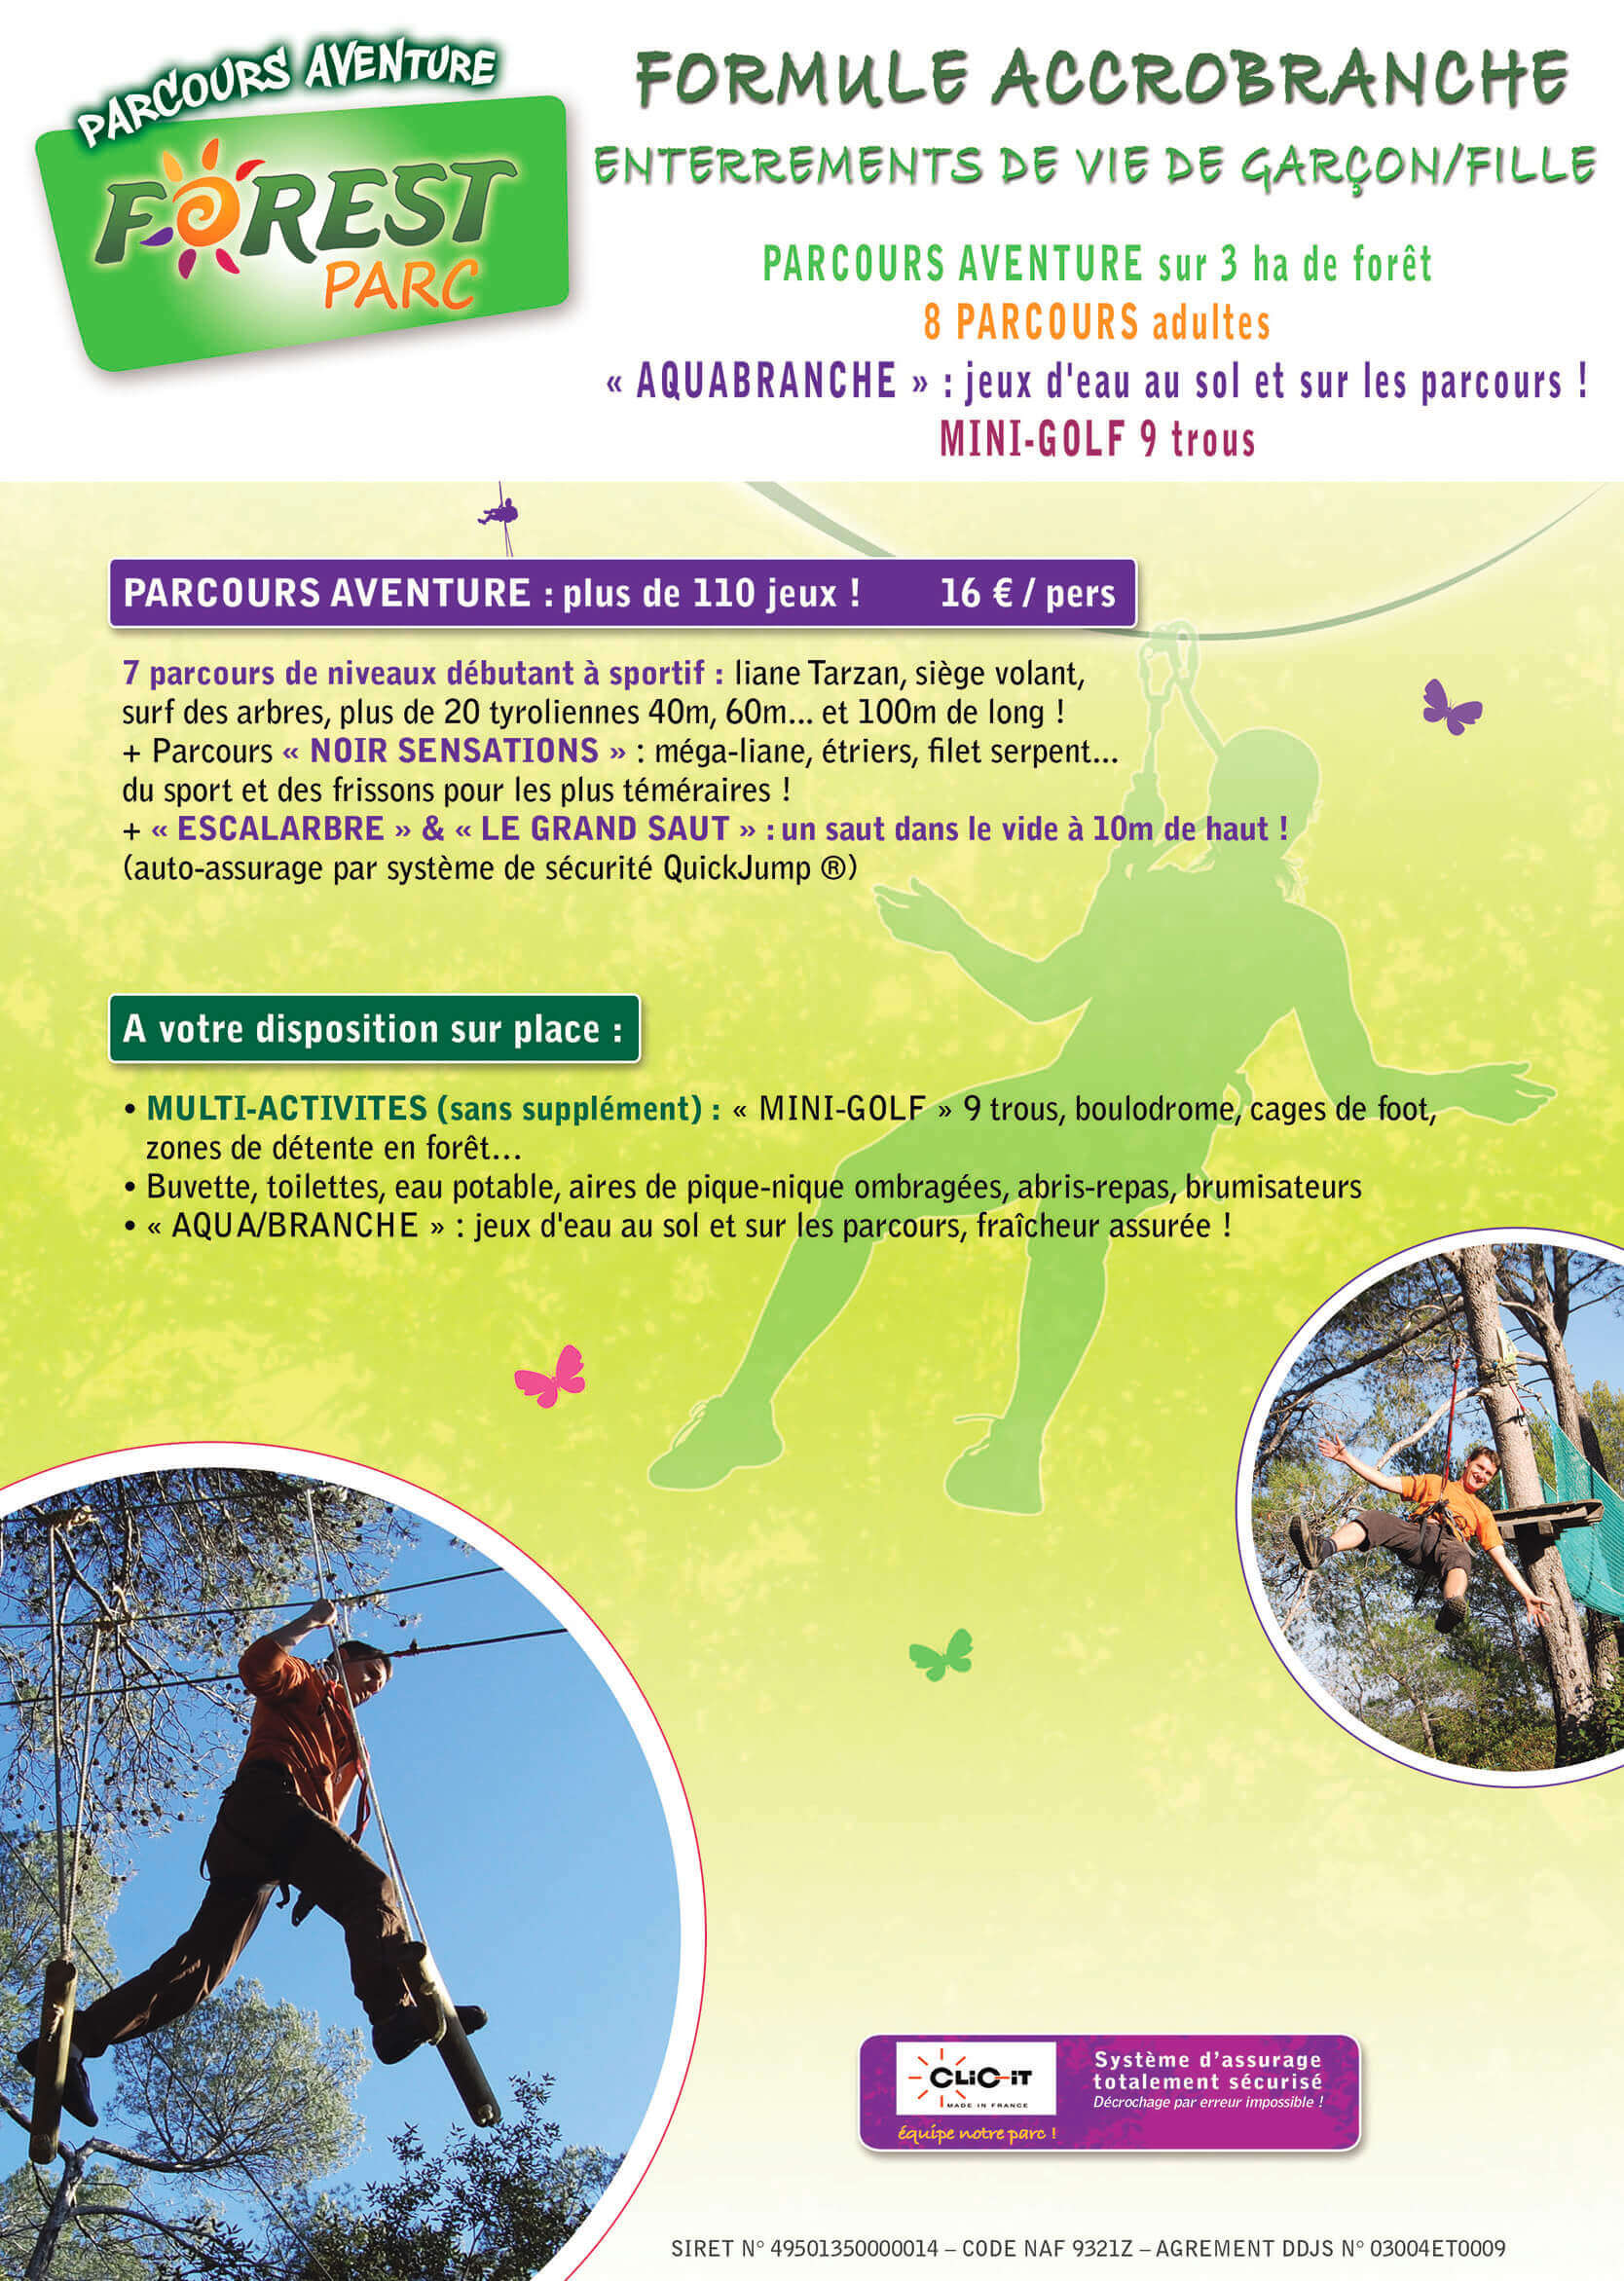 PARCOURS AVENTURE
FOREST
PARC
FORMULE ACCROBRANCHE
ENTERREMENTS DE VIE DE GARÇON/FILLE
PARCOURS AVENTURE sur 3 ha de forêt
8 PARCOURS adultes
« AQUABRANCHE » : jeux d'eau au sol et sur les parcours !
MINI-GOLF 9 trous
PARCOURS AVENTURE : plus de 110 jeux ! 16 € / pers
7 parcours de niveaux débutant à sportif : liane Tarzan, siège volant,
surf des arbres, plus de 20 tyroliennes 40m, 60m... et 100m de long !
+ Parcours « NOIR SENSATIONS » : méga-liane, étriers, filet serpent...
du sport et des frissons pour les plus téméraires !
+ « ESCALARBRE » & « LE GRAND SAUT » : un saut dans le vide à 10m de haut !
(auto-assurage par système de sécurité QuickJump ®)
A votre disposition sur place :
• MULTI-ACTIVITES (sans supplément) : « MINI-GOLF » 9 trous, boulodrome, cages de foot,
zones de détente en forêt...
• Buvette, toilettes, eau potable, aires de pique-nique ombragées, abris-repas, brumisateurs
• « AQUA/BRANCHE » : jeux d'eau au sol et sur les parcours, fraîcheur assurée !
CLiC-iT
MADE IN FRANCE
équipe notre parc !
Système d'assurage
totalement sécurisé
Décrochage par erreur impossible !
SIRET N° 49501350000014 – CODE NAF 9321Z – AGREMENT DDJS N° 03004ET0009